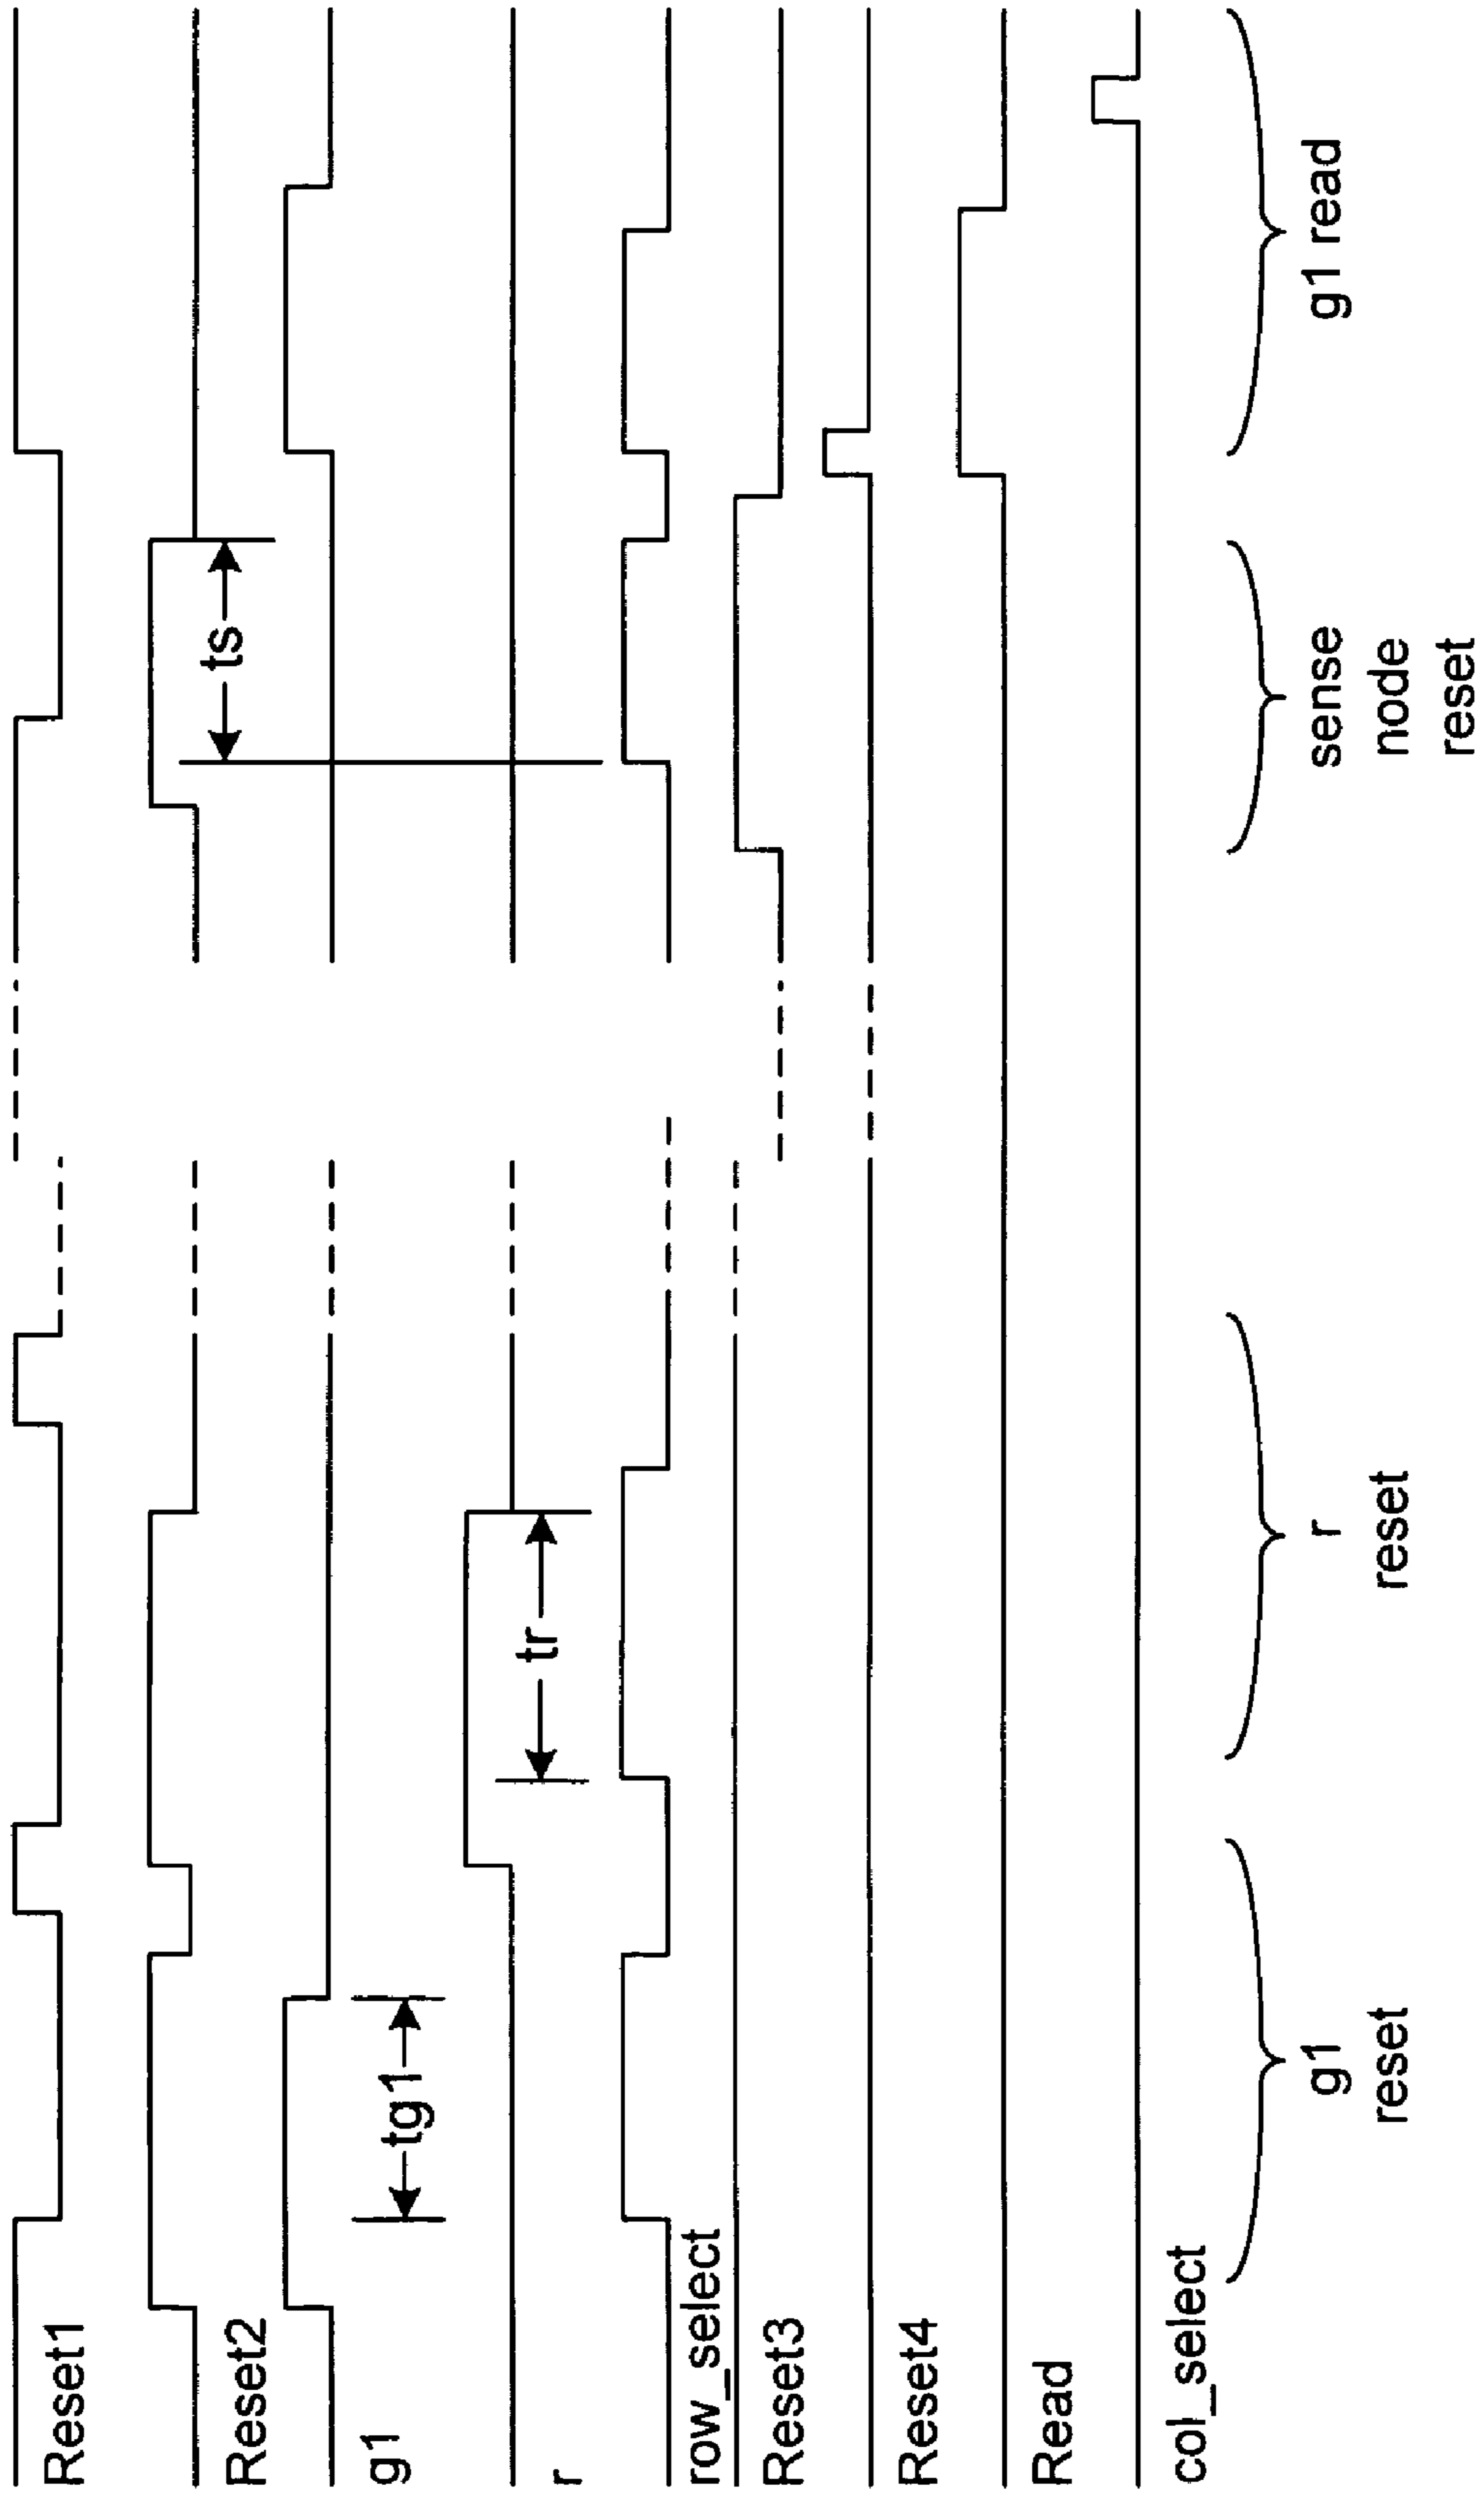 Reset1
Reset2
ts
g1
tg1
r
tr
row_select
Reset3
Reset4
Read
col_select
g1
reset
r
reset
sense
node
reset
g1 read